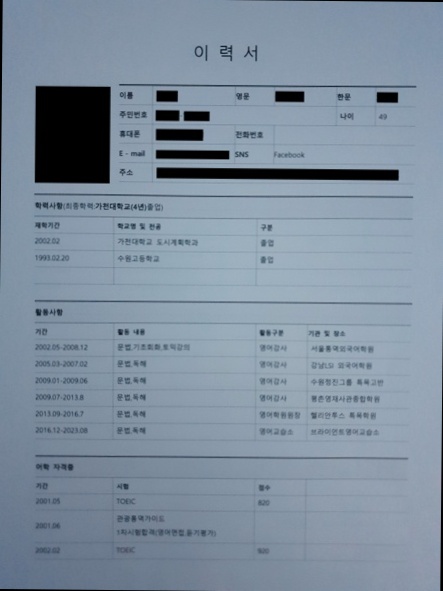 이 력 서
이름 영문 한문
주민번호 나이 49
휴대폰 전화번호
E - mail SNS Facebook
주소
학력사항(최종학력:가천대학교(4년)졸업)
재학기간 학교명 및 전공 구분
2002.02 가천대학교 도시계획학과 졸업
1993.02.20 수원고등학교 졸업
활동사항
기간 활동 내용 활동구분 기관 및 장소
2002.05-2008.12 문법,기초회화,토익강의 영어강사 서울통역외국어학원
2005.03-2007.02 문법,독해 영어강사 강남LSI 외국어학원
2009.01-2009.06 문법,독해 영어강사 수원정진그룹 특목고반
2009.07-2013.8 문법,독해 영어강사 평촌영재사관종합학원
2013.09-2016.7 문법,독해 영어학원원장 헬리안투스 특목학원
2016.12-2023.08 문법,독해 영어교습소 브라이언트영어교습소
어학 자격증
기간 시험 점수
2001.05 TOEIC 820
관광통역가이드
2001.06
1차시험합격(영어면접,동기평가)
2002.02 TOEIC 920